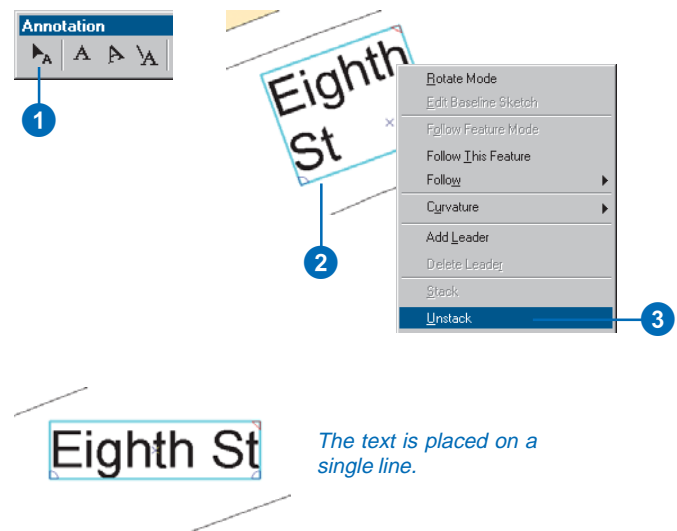 Annotation
A A A A
1
Eighth
St
2
Rotate Mode
Edit Baseline Sketch
Follow Feature Mode
Follow This Feature
Follow
Curvature
Add Leader
Delete Leader
Stack
Unstack
3
Eighth St
The text is placed on a
single line.